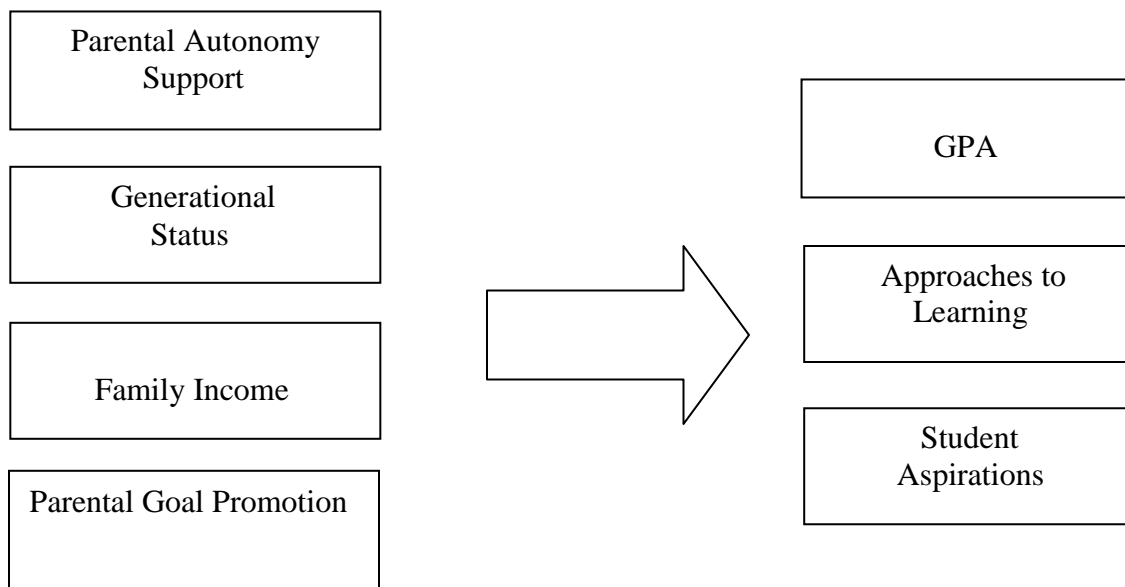 Parental Autonomy
Support
Generational
Status
Family Income
Parental Goal Promotion
GPA
Approaches to
Learning
Student
Aspirations